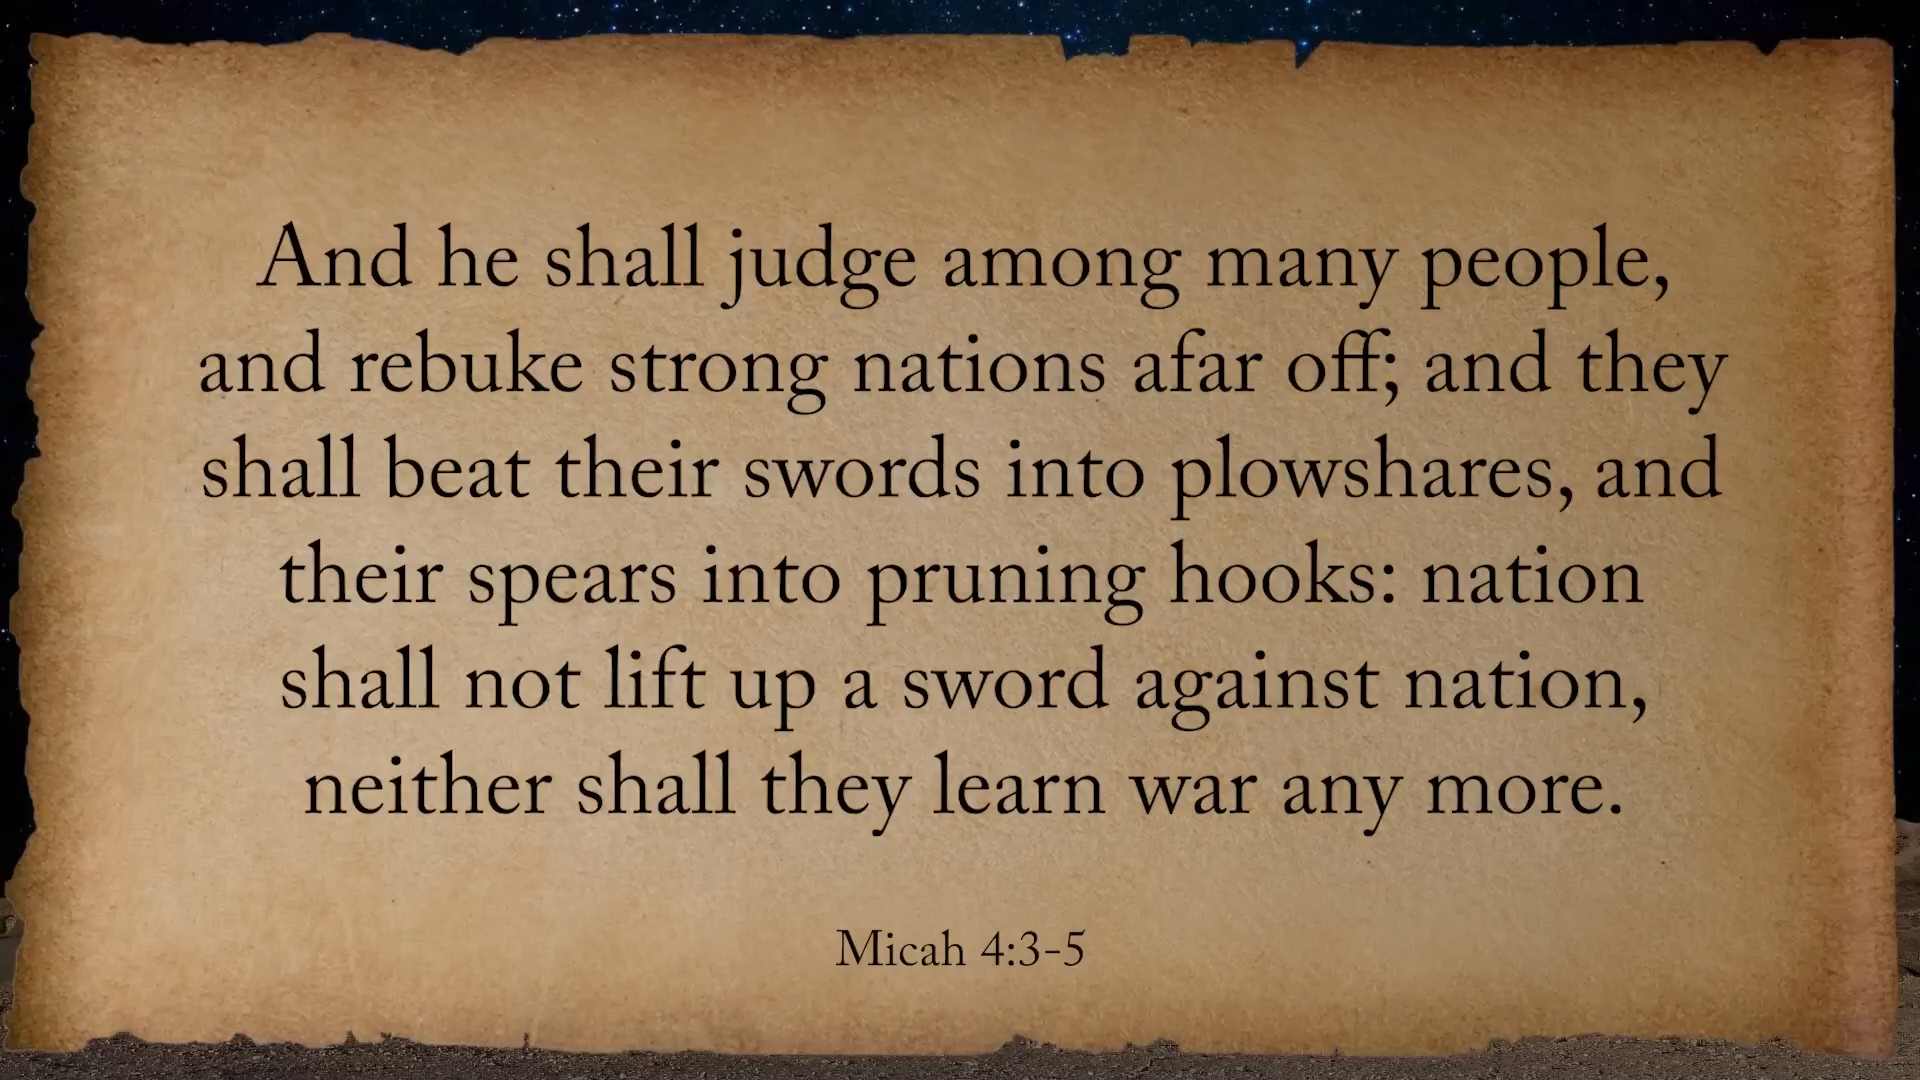 And he shall judge among many people,
and rebuke strong nations afar off; and they
shall beat their swords into plowshares, and
their spears into pruning hooks: nation
shall not lift up a sword against nation,
neither shall they learn war any more.
Micah 4:3-5